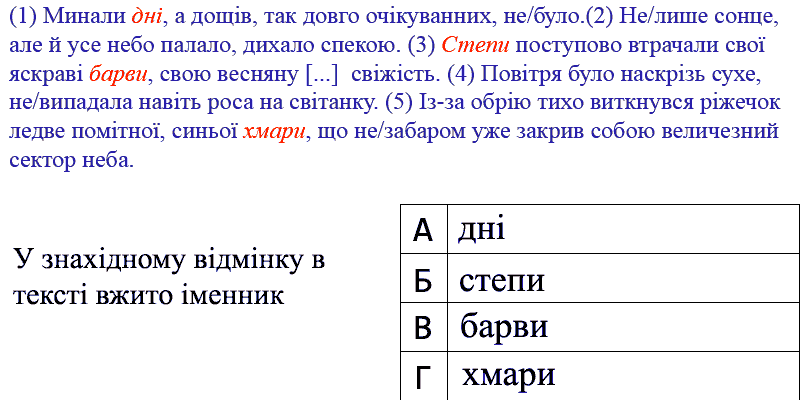 (1) Минали дні, а дощів, так довго очікуванних, не/було.(2) Не/лише сонце,
але й усе небо палало, дихало спекою. (3) Степи поступово втрачали свої
яскраві барви, свою весняну [...]  свіжість. (4) Повітря було наскрізь сухе,
не/випадала навіть роса на світанку. (5) Із-за обрію тихо виткнувся ріжечок
ледве помітної, синьої хмари, що не/забаром уже закрив собою величезний
сектор неба.
У знахідному відмінку в
тексті вжито іменник
А дні
Б степи
В барви
Г хмари